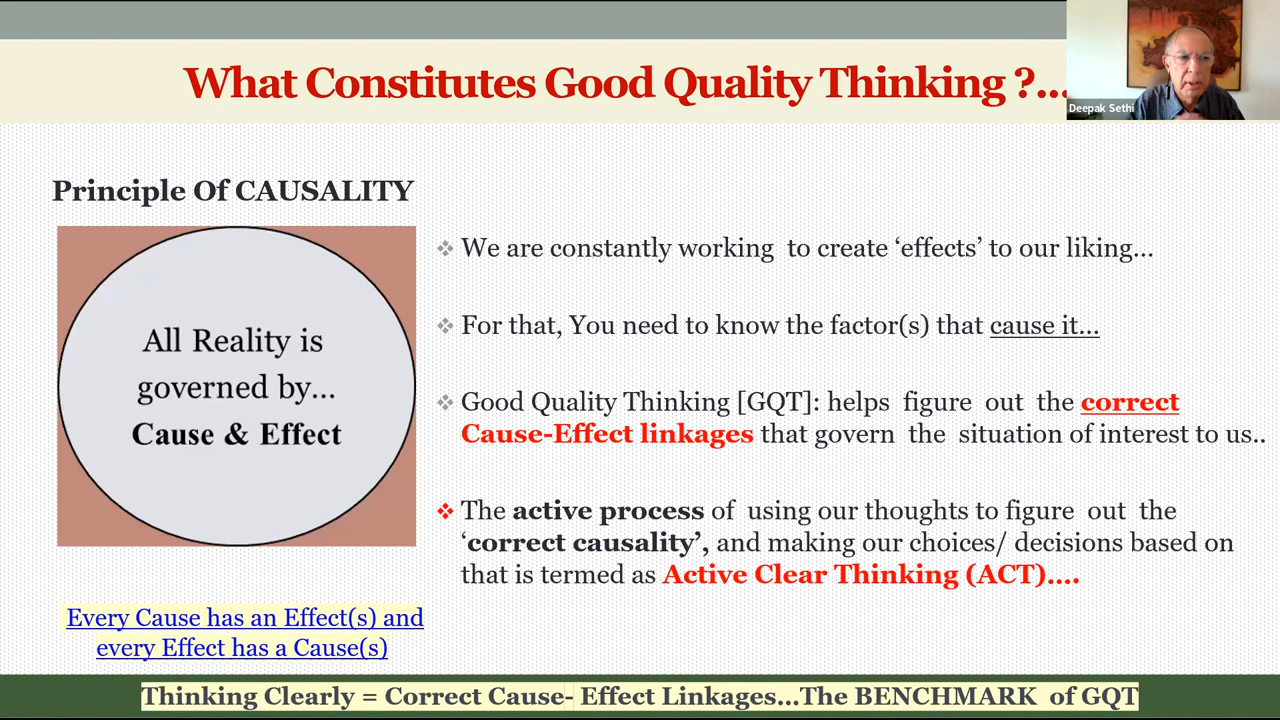 What Constitutes Good Quality Thinking ?...
Deepak Sethi
Principle Of CAUSALITY
All Reality is
governed by...
Cause & Effect
Every Cause has an Effect(s) and
every Effect has a Cause(s)
We are constantly working to create ‘effects’ to our liking...
For that, You need to know the factor(s) that cause it...
Good Quality Thinking [GQT]: helps figure out the correct
Cause-Effect linkages that govern the situation of interest to us..
The active process of using our thoughts to figure out the
‘correct causality’, and making our choices/ decisions based on
that is termed as Active Clear Thinking (ACT)....
Thinking Clearly = Correct Cause- Effect Linkages...The BENCHMARK of GQT